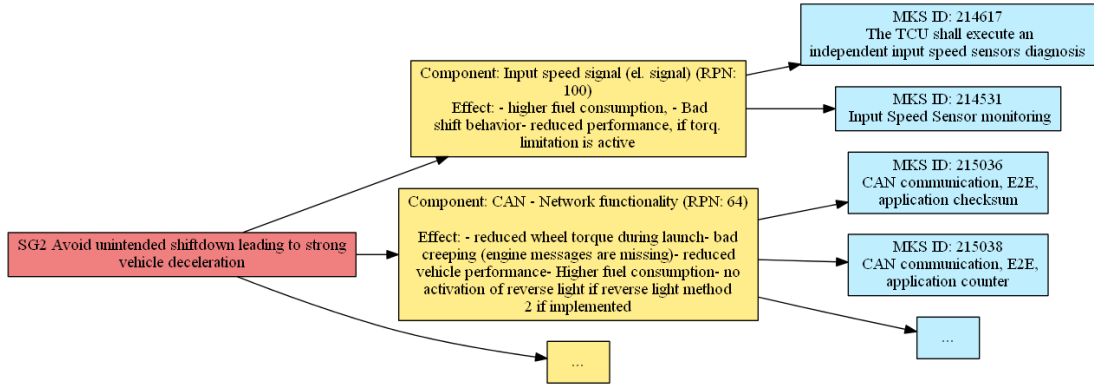 SG2 Avoid unintended shiftdown leading to strong
vehicle deceleration
Component: Input speed signal (el. signal) (RPN:
100)
Effect: - higher fuel consumption, - Bad
shift behavior- reduced performance, if torq.
limitation is active
Component: CAN - Network functionality (RPN: 64)
Effect: - reduced wheel torque during launch- bad
creeping (engine messages are missing)- reduced
vehicle performance- Higher fuel consumption- no
activation of reverse light if reverse light method
2 if implemented
...
MKS ID: 214617
The TCU shall execute an
independent input speed sensors diagnosis
MKS ID: 214531
Input Speed Sensor monitoring
MKS ID: 215036
CAN communication, E2E,
application checksum
MKS ID: 215038
CAN communication, E2E,
application counter
...